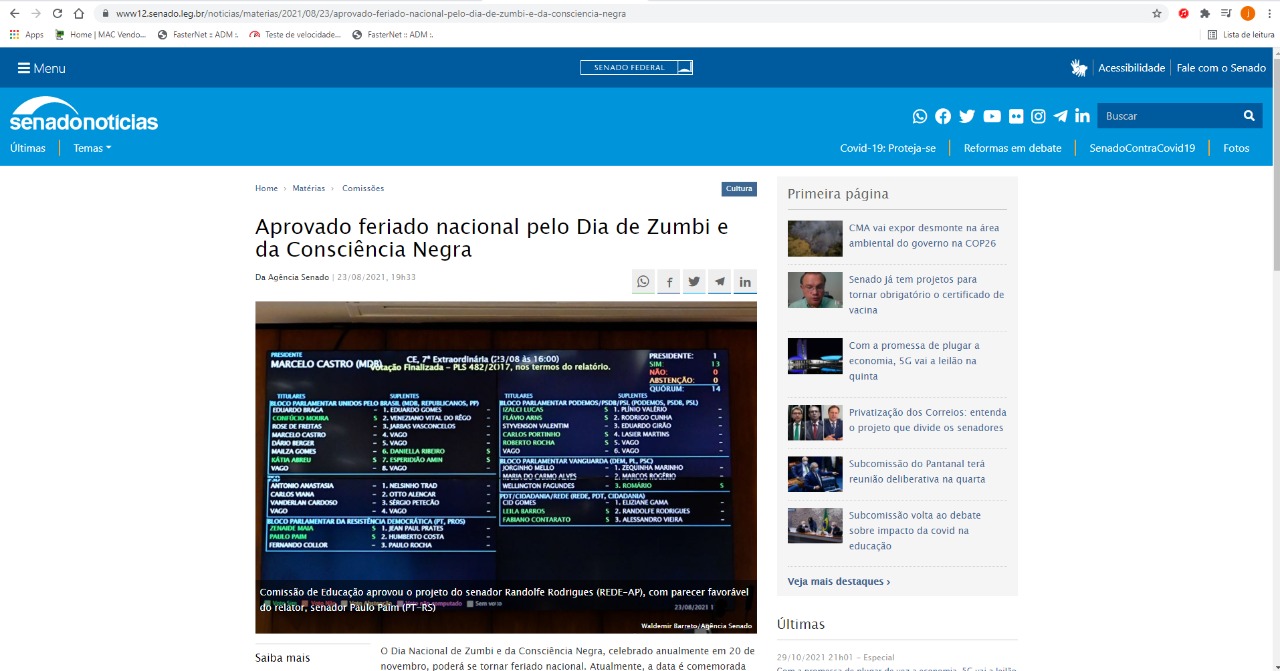 www12.senado.leg.br/noticias/materias/2021/08/23/aprovado-feriado-nacional-pelo-dia-de-zumbi-e-da-consciencia-negra
Apps
Home | MAC Vendo...
FasterNet :: ADM :.
Teste de velocidade...
FasterNet :: ADM :.
Lista de leitura
Menu
SENADO FEDERAL
Acessibilidade
Fale com o Senado
senadonotícias
Buscar
Últimas
Temas
Covid-19: Proteja-se
Reformas em debate
SenadoContraCovid19
Fotos
Home › Matérias › Comissões
Cultura
Aprovado feriado nacional pelo Dia de Zumbi e
da Consciência Negra
Da Agência Senado | 23/08/2021, 19h33
PRESIDENTE
MARCELO CASTRO (MDB)
CE, 7ª Extraordinária (23/08 às 16:00)
Votação Finalizada - PLS 482/2017, nos termos do relatório.
PRESIDENTE: 1
SIM: 13
NÃO: 0
ABSTENÇÃO: 0
QUÓRUM: 14
TITULARES SUPLENTES
BLOCO PARLAMENTAR UNIDOS PELO BRASIL (MDB, REPUBLICANOS, PP)
EDUARDO BRAGA - 1. EDUARDO GOMES -
CONFÚCIO MOURA S 2. VENEZIANO VITAL DO RÊGO -
ROSE DE FREITAS - 3. JARBAS VASCONCELOS -
MARCELO CASTRO - 4. VAGO -
DÁRIO BERGER - 5. VAGO -
MAILZA GOMES - 6. DANIELLA RIBEIRO S
KÁTIA ABREU S 7. ESPERIDIÃO AMIN S
VAGO - 8. VAGO -
PSD
ANTONIO ANASTASIA - 1. NELSINHO TRAD -
CARLOS VIANA - 2. OTTO ALENCAR -
VANDERLAN CARDOSO - 3. SÉRGIO PETECÃO -
VAGO - 4. VAGO -
BLOCO PARLAMENTAR DA RESISTÊNCIA DEMOCRÁTICA (PT, PROS)
ZENAIDE MAIA S 1. JEAN PAUL PRATES -
PAULO PAIM S 2. HUMBERTO COSTA -
FERNANDO COLLOR - 3. PAULO ROCHA -
TITULARES SUPLENTES
BLOCO PARLAMENTAR PODEMOS/PSDB/PSL (PODEMOS, PSDB, PSL)
IZALCI LUCAS S 1. PLÍNIO VALÉRIO -
FLÁVIO ARNS S 2. RODRIGO CUNHA -
STYVENSON VALENTIM - 3. EDUARDO GIRÃO -
CARLOS PORTINHO S 4. LASIER MARTINS -
ROBERTO ROCHA S 5. VAGO -
VAGO - 6. VAGO -
BLOCO PARLAMENTAR VANGUARDA (DEM, PL, PSC)
JORGINHO MELLO - 1. ZEQUINHA MARINHO -
MARIA DO CARMO ALVES - 2. MARCOS ROGÉRIO -
WELLINGTON FAGUNDES - 3. ROMÁRIO S
PDT/CIDADANIA/REDE (REDE, PDT, CIDADANIA)
CID GOMES - 1. ELIZIANE GAMA -
LEILA BARROS S 2. RANDOLFE RODRIGUES -
FABIANO CONTARATO S 3. ALESSANDRO VIEIRA -
Comissão de Educação aprovou o projeto do senador Randolfe Rodrigues (REDE-AP), com parecer favorável
do relator, senador Paulo Paim (PT-RS)
23/08/2021
Waldemir Barreto/Agência Senado
Saiba mais
O Dia Nacional de Zumbi e da Consciência Negra, celebrado anualmente em 20 de
novembro, poderá se tornar feriado nacional. Atualmente, a data é comemorada
Primeira página
CMA vai expor desmonte na área
ambiental do governo na COP26
Senado já tem projetos para
tornar obrigatório o certificado de
vacina
Com a promessa de plugar a
economia, 5G vai a leilão na
quinta
Privatização dos Correios: entenda
o projeto que divide os senadores
Subcomissão do Pantanal terá
reunião deliberativa na quarta
Subcomissão volta ao debate
sobre impacto da covid na
educação
Veja mais destaques ›
Últimas
29/10/2021 21h01 - Especial
Com a promessa de plugar de vez a economia, 5G vai a leilão